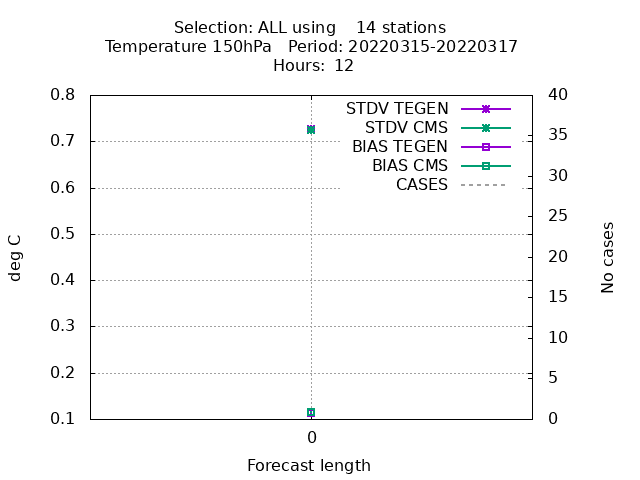 Selection: ALL using    14 stations
Temperature 150hPa   Period: 20220315-20220317
Hours: 12
0.8
0.7
0.6
0.5
0.4
0.3
0.2
0.1
deg C
STDV TEGEN
STDV CMS
BIAS TEGEN
BIAS CMS
CASES
40
35
30
25
20
15
10
5
0
No cases
0
Forecast length